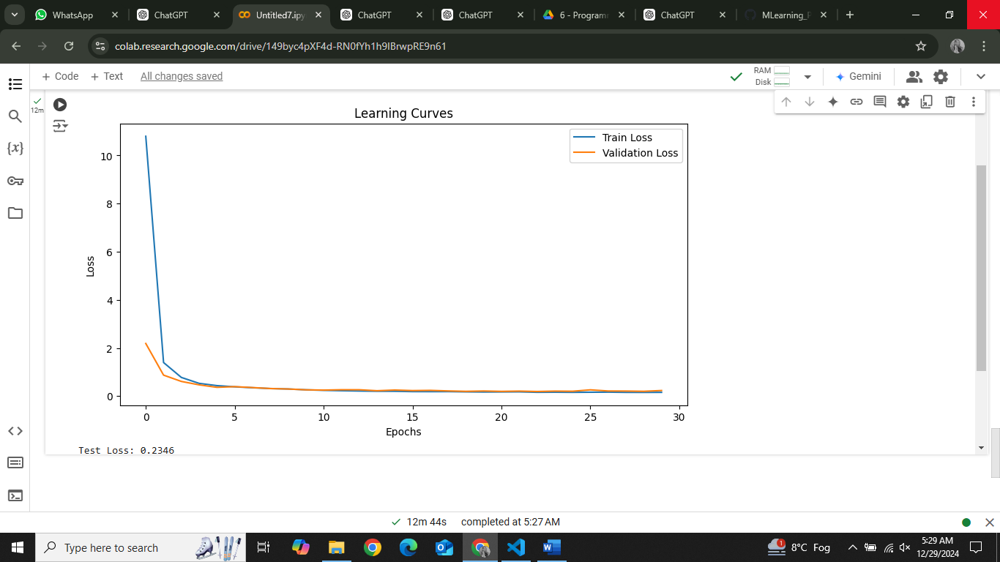 WhatsApp
ChatGPT
Untitled7.ipy
ChatGPT
ChatGPT
6 - Program
ChatGPT
MLearning_P
colab.research.google.com/drive/149byc4pXF4d-RN0fYh1h9IBrwpRE9n61
+ Code + Text All changes saved
RAM
Disk
Gemini
12m
{x}
Learning Curves
Train Loss
Validation Loss
10
8
6
4
2
0
Loss
0 5 10 15 20 25 30
Epochs
Test Loss: 0.2346
12m 44s completed at 5:27 AM
Type here to search
1
8°C Fog
5:29 AM
12/29/2024